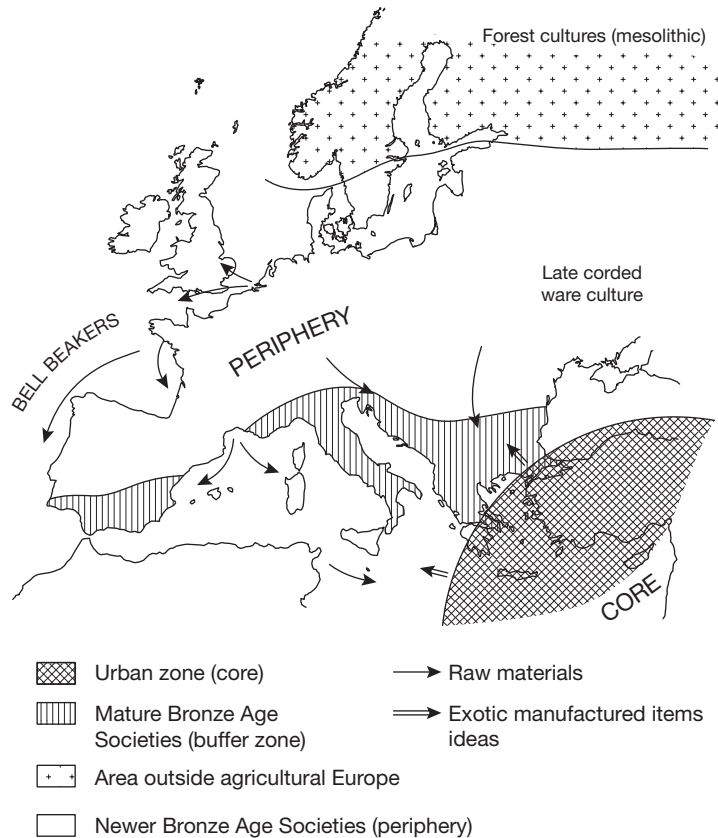 Forest cultures (mesolithic)
Late corded
ware culture
PERIPHERY
BELL BEAKERS
CORE
Urban zone (core)
Mature Bronze Age
Societies (buffer zone)
Area outside agricultural Europe
Newer Bronze Age Societies (periphery)
Raw materials
Exotic manufactured items
ideas